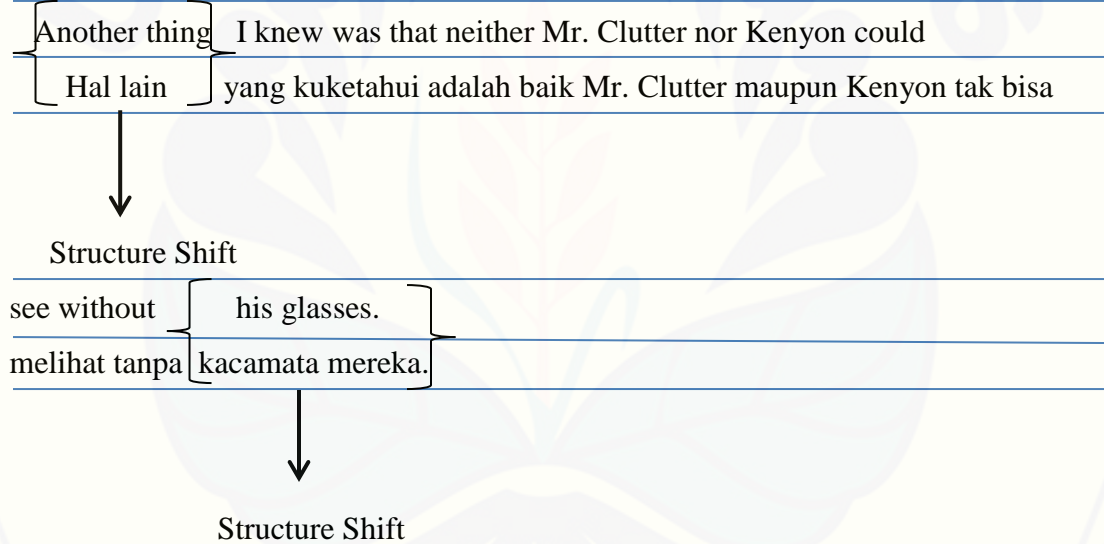 Another thing I knew was that neither Mr. Clutter nor Kenyon could
Hal lain yang kuketahui adalah baik Mr. Clutter maupun Kenyon tak bisa
Structure Shift
see without his glasses.
melihat tanpa kacamata mereka.
Structure Shift